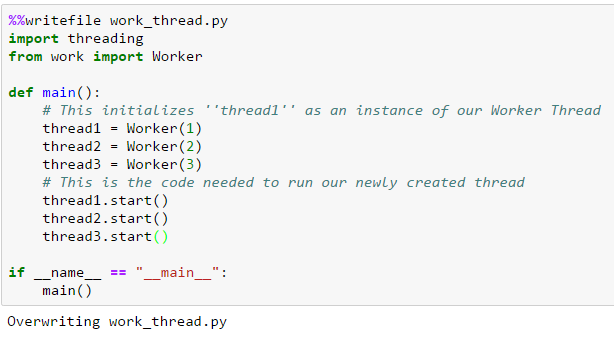 %%writefile work_thread.py
import threading
from work import Worker

def main():
    # This initializes ''thread1'' as an instance of our Worker Thread
    thread1 = Worker(1)
    thread2 = Worker(2)
    thread3 = Worker(3)
    # This is the code needed to run our newly created thread
    thread1.start()
    thread2.start()
    thread3.start()

if __name__ == "__main__":
    main()
Overwriting work_thread.py